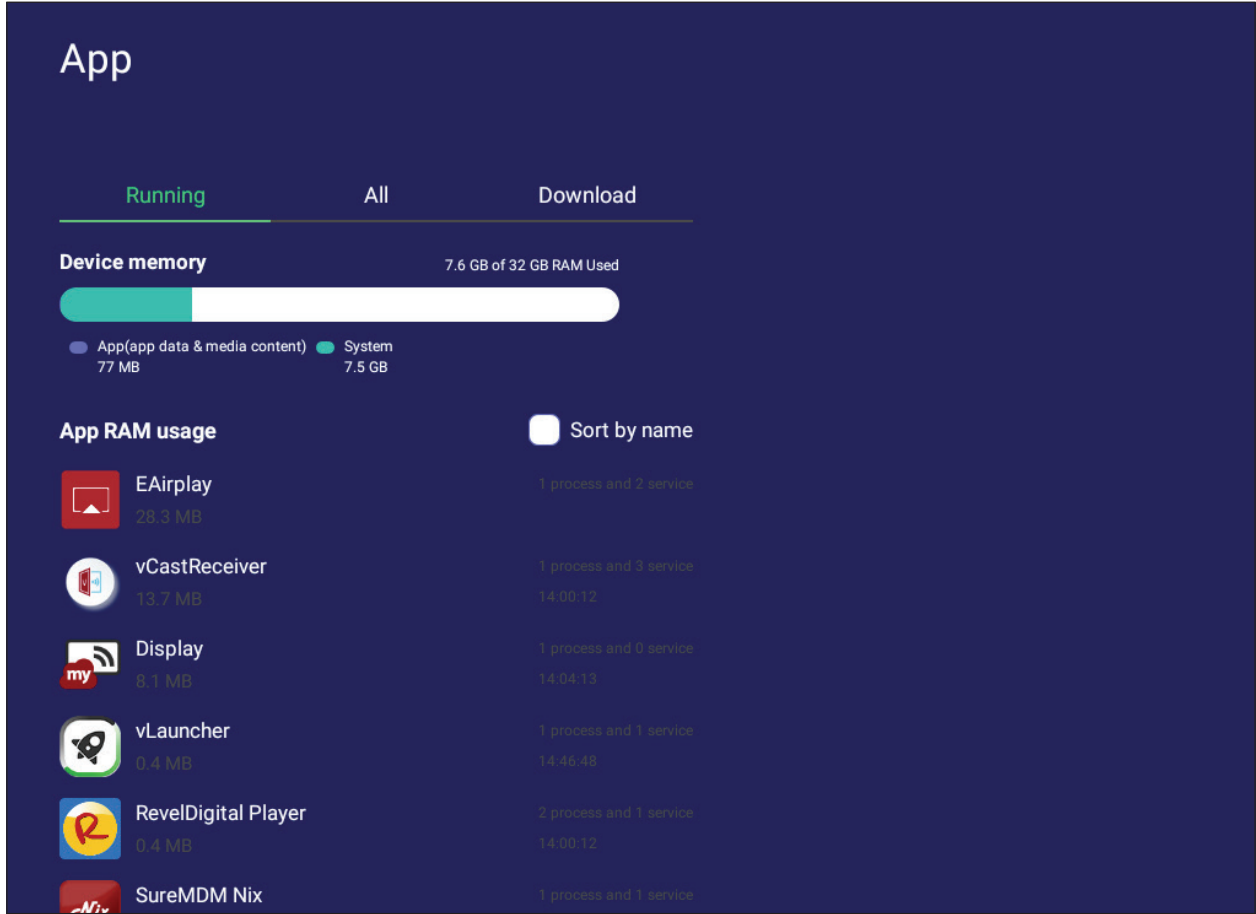 App
Running All Download
Device memory 7.6 GB of 32 GB RAM Used
App(app data & media content) System
77 MB 7.5 GB
App RAM usage Sort by name
EAirplay 1 process and 2 service
28.3 MB
vCastReceiver 1 process and 3 service
13.7 MB 14:00:12
Display 1 process and 0 service
my 8.1 MB 14:04:13
vLauncher 1 process and 1 service
0.4 MB 14:46:48
RevelDigital Player 2 process and 1 service
R 0.4 MB 14:00:12
SureMDM Nix 1 process and 1 service
Nix